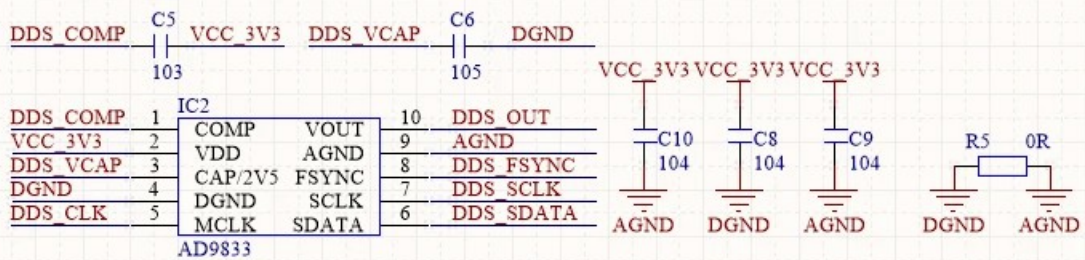 C5 C6
DDS_COMP VCC_3V3 DDS_VCAP DGND
103 105
VCC_3V3 VCC_3V3 VCC_3V3
IC2
DDS_COMP 1 COMP VOUT 10 DDS_OUT
VCC_3V3 2 VDD AGND 9 AGND
DDS_VCAP 3 CAP/2V5 FSYNC 8 DDS_FSYNC
DGND 4 DGND SCLK 7 DDS_SCLK
DDS_CLK 5 MCLK SDATA 6 DDS_SDATA
AD9833
C10 C8 C9 R5 0R
104 104 104
AGND DGND AGND DGND AGND